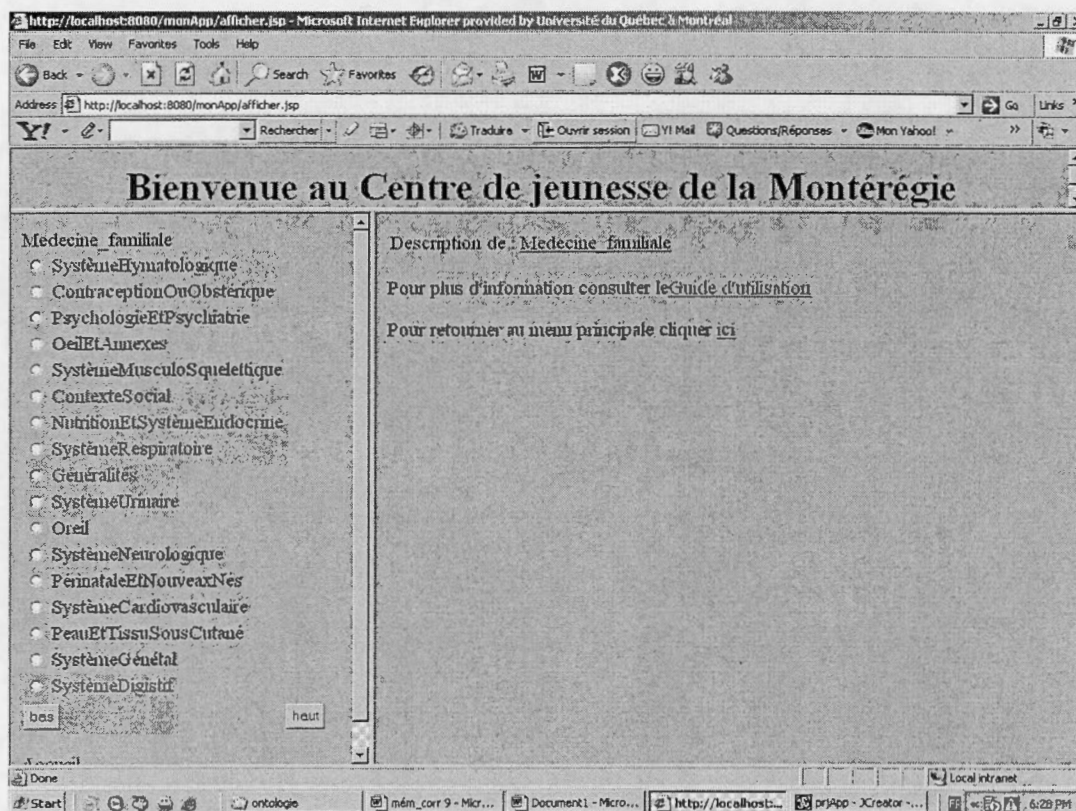 http://localhost:8080/monApp/afficher.jsp - Microsoft Internet Explorer provided by Université du Québec à Montréal
File Edit View Favorites Tools Help
Back Search Favorites
Address http://localhost:8080/monApp/afficher.jsp Go Links
Y! Rechercher Traduire Ouvrir session Y! Mail Questions/Réponses Mon Yahoo! »
Bienvenue au Centre de jeunesse de la Montérégie
Medecine_familiale
SystèmeHymatologique
ContraceptionOuObstérique
PsychologieEtPsychiatrie
OeilEtAnnexes
SystèmeMusculoSquelettique
ContexteSocial
NutritionEtSystèmeEndocrine
SystèmeRespiratoire
Généralités
SystèmeUrinaire
Oreil
SystèmeNeurologique
PérinataleEtNouveaxNés
SystèmeCardiovasculaire
PeauEtTissuSousCutané
SystèmeGénétal
SystèmeDigistif
bas haut
Accueil
Description de : Medecine_familiale
Pour plus d'information consulter leGuide d'utilisation
Pour retourner au menu principale cliquer ici
Done Local intranet
Start ontologie mém_corr 9 - Micr... Document1 - Micro... http://localhost:... prjApp - JCreator -... 6:28 PM